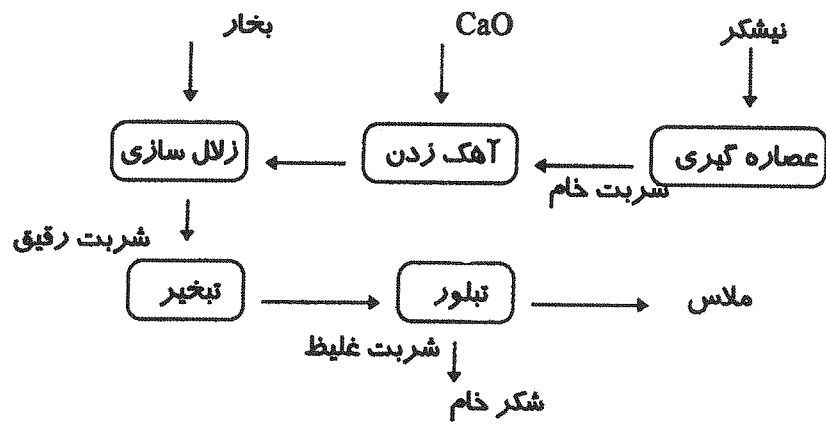 نیشکر
CaO
بخار
عصاره گیری
آهک زدن
زلال سازی
شربت خام
شربت رقیق
تبخیر
تبلور
ملاس
شربت غلیظ
شکر خام